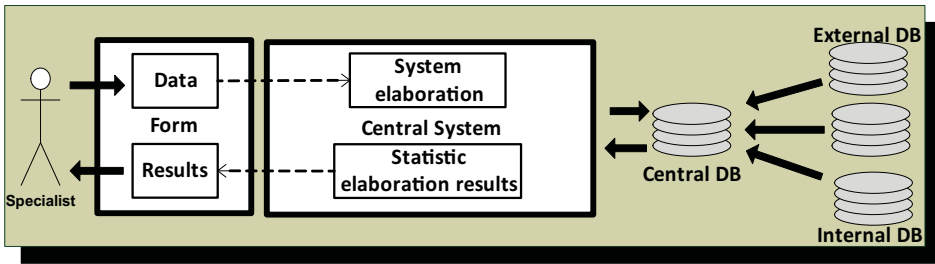 External DB
Data
System
elaboration
Form
Central System
Results
Statistic
elaboration results
Central DB
Specialist
Internal DB